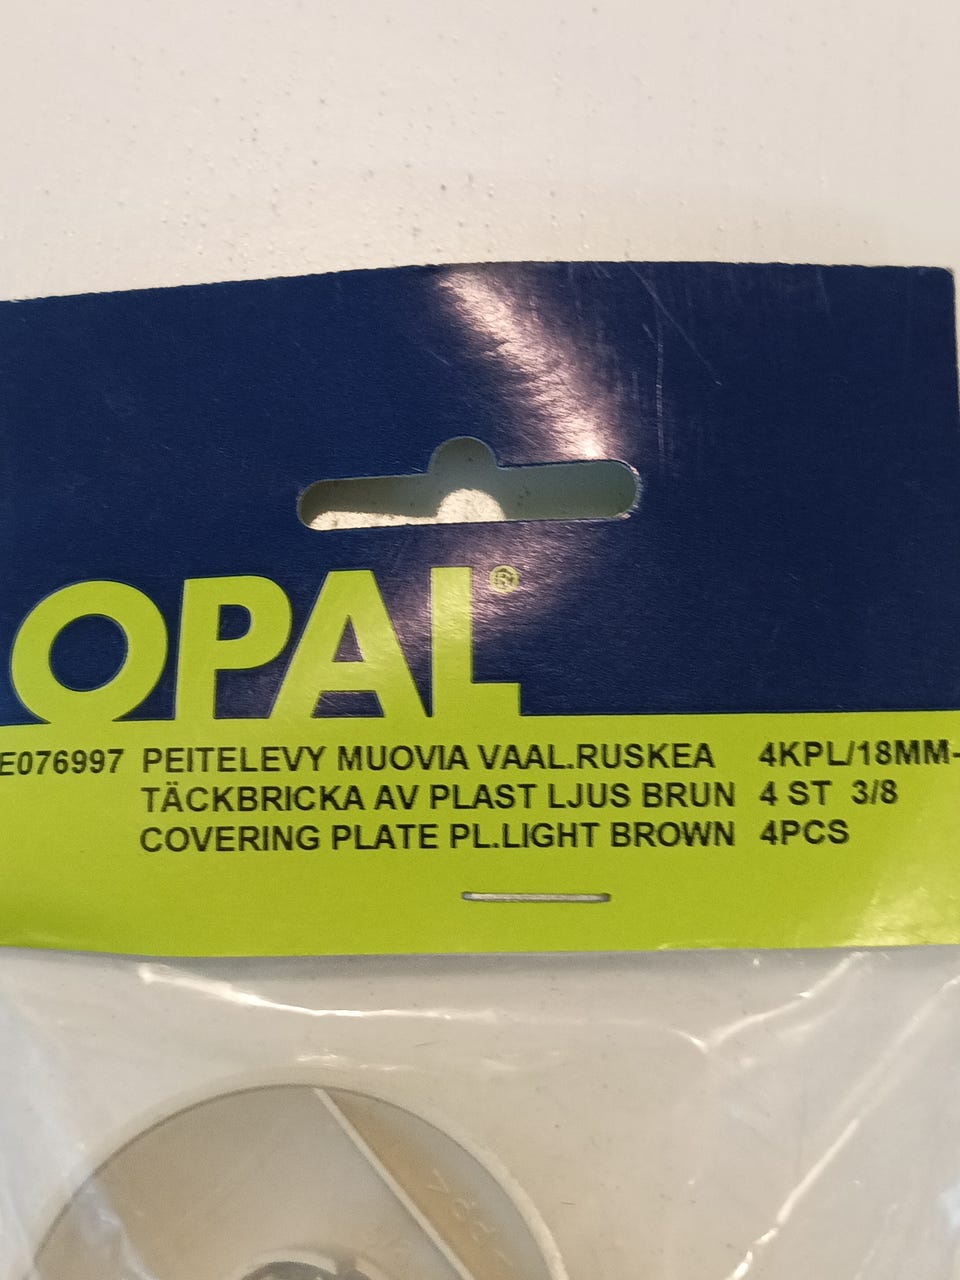 OPAL®
E076997 PEITELEVY MUOVIA VAAL.RUSKEA 4KPL/18MM-
TÄCKBRICKA AV PLAST LJUS BRUN 4 ST 3/8
COVERING PLATE PL.LIGHT BROWN 4PCS